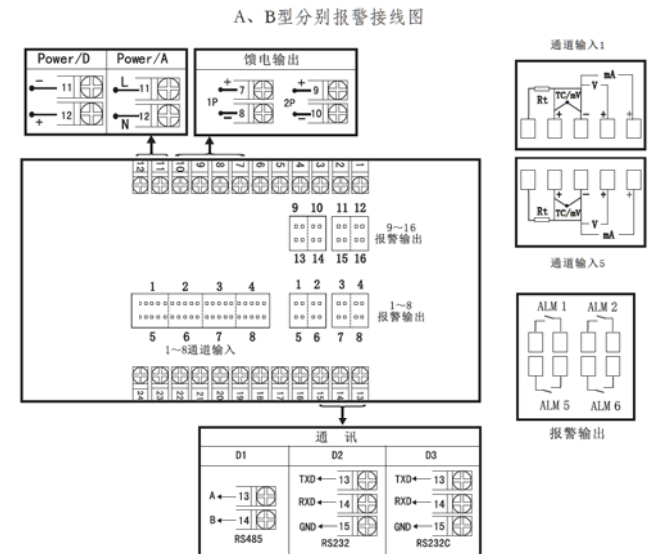 A、B型分别报警接线图
Power/D Power/A
- 11 L 11
+ 12 N 12
馈电输出
1P + 7 - 8
2P + 9 - 10
12 11 10 9 8 7 6 5 4 3 2 1
9 10 11 12
13 14 15 16
9~16
报警输出
1 2 3 4
5 6 7 8
1~8通道输入
1 2 3 4
5 6 7 8
1~8
报警输出
24 23 22 21 20 19 18 17 16 15 14 13
通 讯
D1 D2 D3
A 13
B 14
RS485
TXD 13
RXD 14
GND 15
RS232
TXD 13
RXD 14
GND 15
RS232C
通道输入1
mA
V
Rt TC/mV
+ - + +
+ - + +
Rt TC/mV
V
mA
通道输入5
ALM 1 ALM 2
ALM 5 ALM 6
报警输出